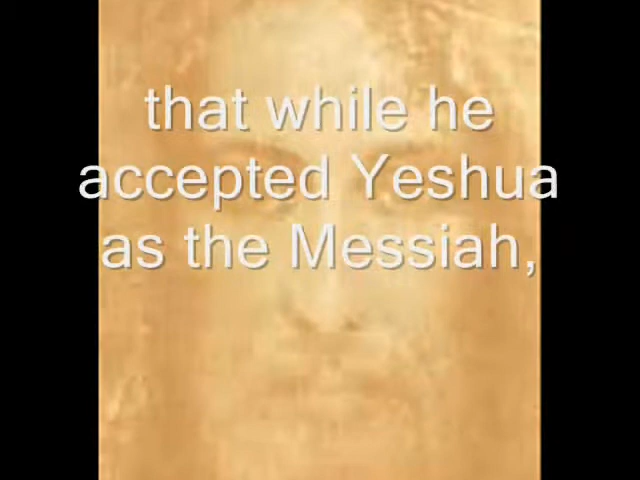 that while he
accepted Yeshua
as the Messiah,